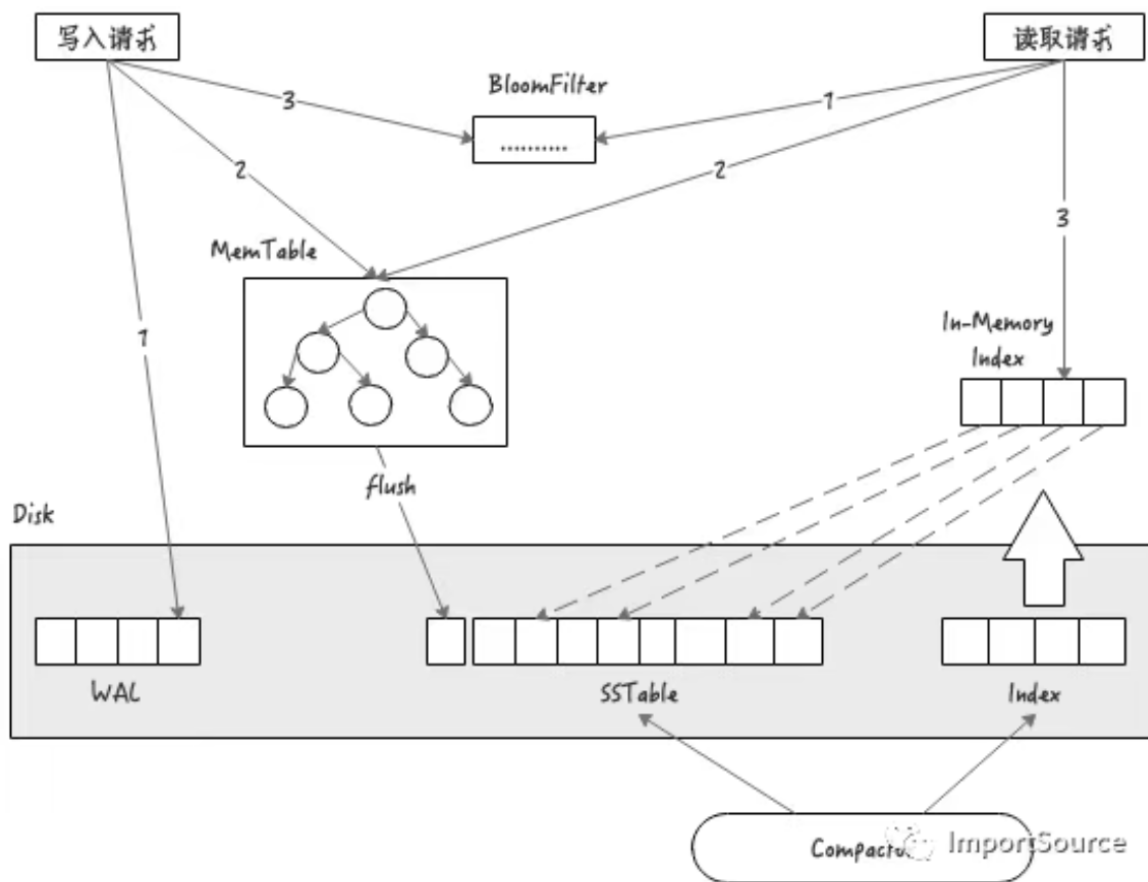 写入请求
读取请求
BloomFilter
3
1
..........
2
2
MemTable
3
1
In-Memory
Index
flush
Disk
WAL
SSTable
Index
ImportSource